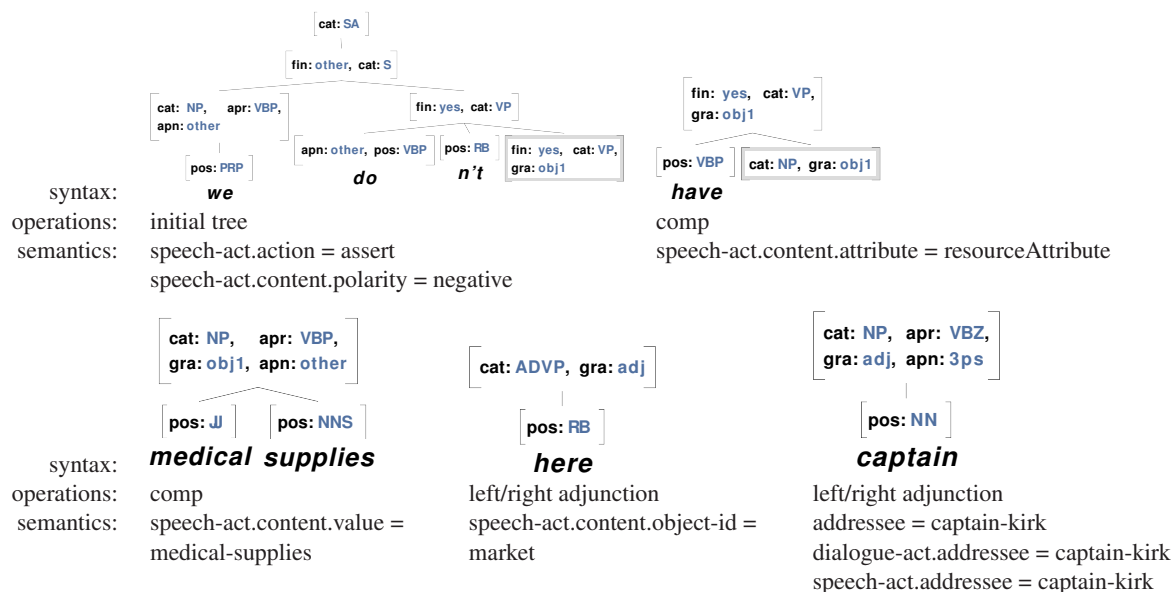 cat: SA
fin: other, cat: S
cat: NP, apr: VBP,
apn: other
fin: yes, cat: VP
fin: yes, cat: VP,
gra: obj1
pos: PRP
apn: other, pos: VBP
pos: RB
fin: yes, cat: VP,
gra: obj1
pos: VBP
cat: NP, gra: obj1
syntax: we do n't have
operations: initial tree comp
semantics: speech-act.action = assert speech-act.content.attribute = resourceAttribute
speech-act.content.polarity = negative
cat: NP, apr: VBP,
gra: obj1, apn: other
cat: ADVP, gra: adj
cat: NP, apr: VBZ,
gra: adj, apn: 3ps
pos: JJ pos: NNS pos: RB pos: NN
syntax: medical supplies here captain
operations: comp left/right adjunction left/right adjunction
semantics: speech-act.content.value = speech-act.content.object-id = addressee = captain-kirk
medical-supplies market dialogue-act.addressee = captain-kirk
speech-act.addressee = captain-kirk